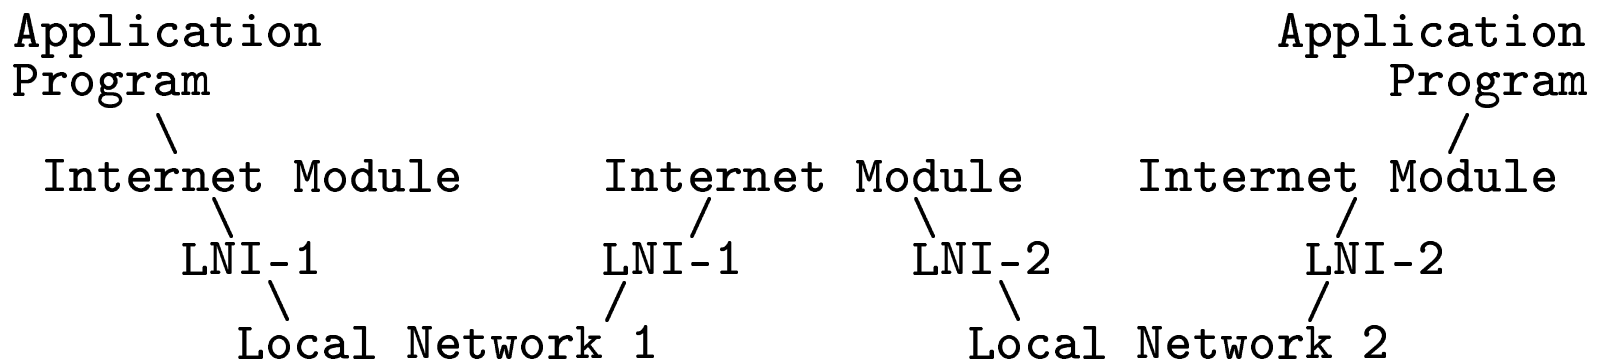 Application Application
Program Program
Internet Module Internet Module Internet Module
LNI-1 LNI-1 LNI-2 LNI-2
Local Network 1 Local Network 2